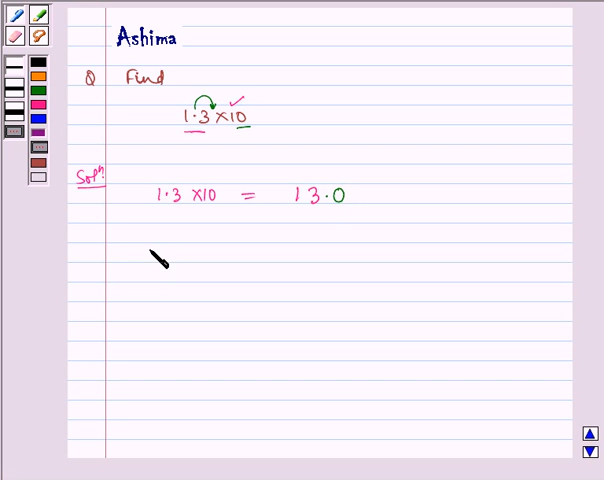 Ashima
Q Find
1.3 × 10
Solⁿ.
1.3 × 10 = 13.0